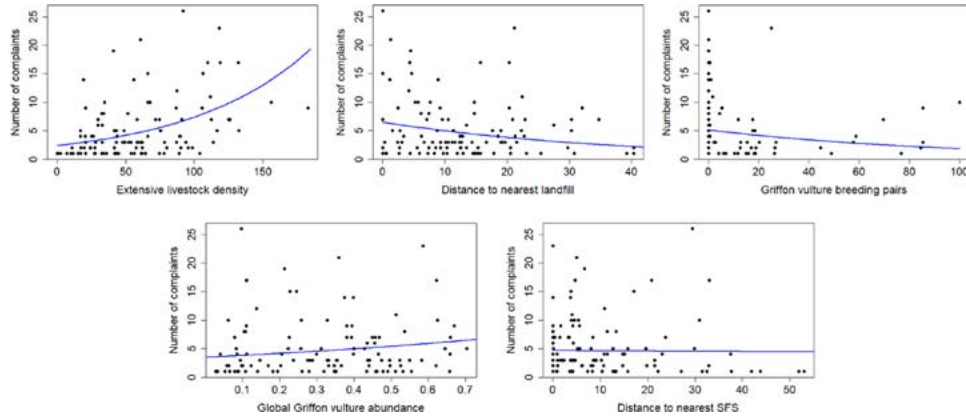 Number of complaints
0 5 10 15 20 25
0 50 100 150
Extensive livestock density
Number of complaints
0 5 10 15 20 25
0 10 20 30 40
Distance to nearest landfill
Number of complaints
0 5 10 15 20 25
0 20 40 60 80 100
Griffon vulture breeding pairs
Number of complaints
0 5 10 15 20 25
0.1 0.2 0.3 0.4 0.5 0.6 0.7
Global Griffon vulture abundance
Number of complaints
0 5 10 15 20 25
0 10 20 30 40 50
Distance to nearest SFS